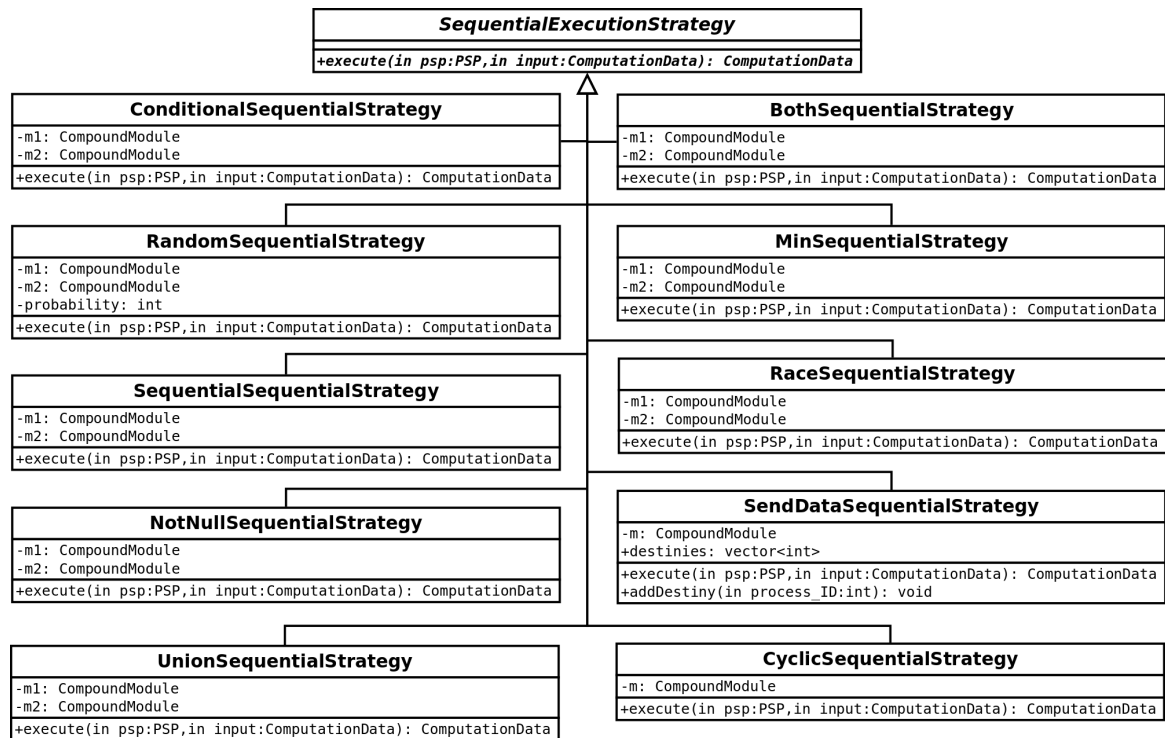 SequentialExecutionStrategy
+execute(in psp:PSP,in input:ComputationData): ComputationData
ConditionalSequentialStrategy
-m1: CompoundModule
-m2: CompoundModule
+execute(in psp:PSP,in input:ComputationData): ComputationData
BothSequentialStrategy
-m1: CompoundModule
-m2: CompoundModule
+execute(in psp:PSP,in input:ComputationData): ComputationData
RandomSequentialStrategy
-m1: CompoundModule
-m2: CompoundModule
-probability: int
+execute(in psp:PSP,in input:ComputationData): ComputationData
MinSequentialStrategy
-m1: CompoundModule
-m2: CompoundModule
+execute(in psp:PSP,in input:ComputationData): ComputationData
SequentialSequentialStrategy
-m1: CompoundModule
-m2: CompoundModule
+execute(in psp:PSP,in input:ComputationData): ComputationData
RaceSequentialStrategy
-m1: CompoundModule
-m2: CompoundModule
+execute(in psp:PSP,in input:ComputationData): ComputationData
NotNullSequentialStrategy
-m1: CompoundModule
-m2: CompoundModule
+execute(in psp:PSP,in input:ComputationData): ComputationData
SendDataSequentialStrategy
-m: CompoundModule
+destinies: vector<int>
+execute(in psp:PSP,in input:ComputationData): ComputationData
+addDestiny(in process_ID:int): void
UnionSequentialStrategy
-m1: CompoundModule
-m2: CompoundModule
+execute(in psp:PSP,in input:ComputationData): ComputationData
CyclicSequentialStrategy
-m: CompoundModule
+execute(in psp:PSP,in input:ComputationData): ComputationData